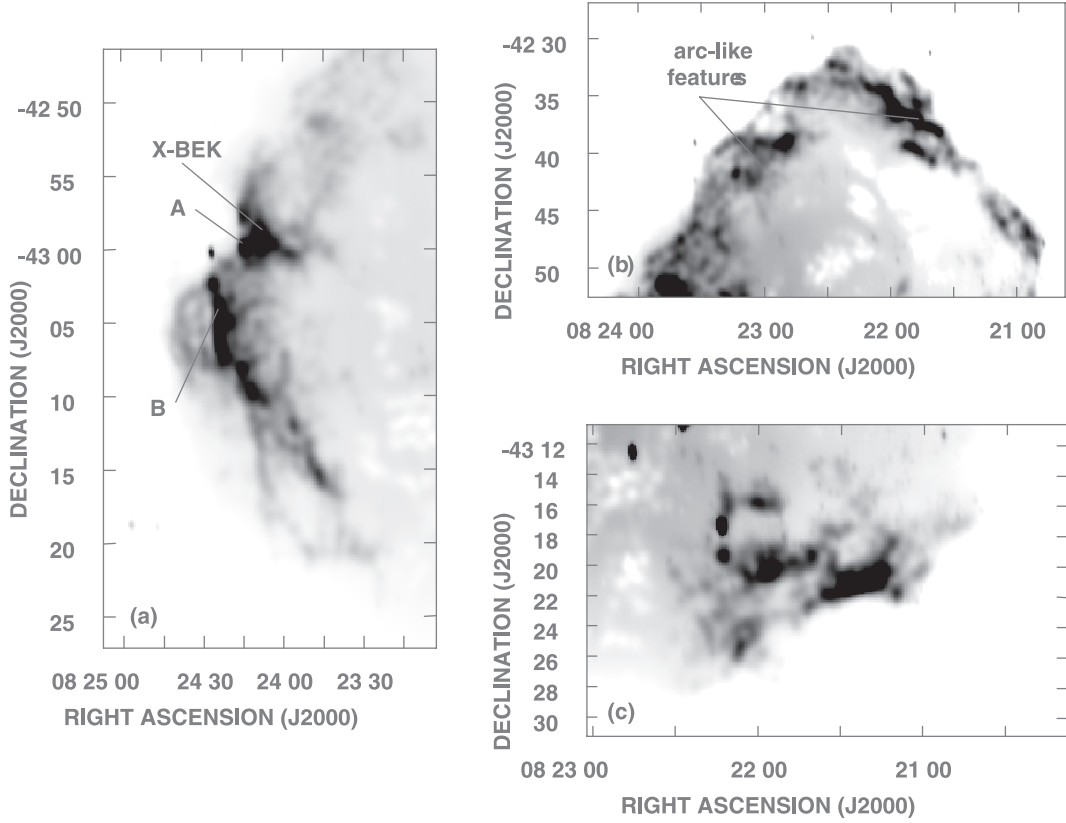 -42 50
X-BEK
55
A
-43 00
05
B
10
15
20
25
(a)
08 25 00
24 30
24 00
23 30
RIGHT ASCENSION (J2000)
DECLINATION (J2000)
-42 30
arc-like
features
35
40
45
50
(b)
08 24 00
23 00
22 00
21 00
RIGHT ASCENSION (J2000)
DECLINATION (J2000)
-43 12
14
16
18
20
22
24
26
28
30
(c)
08 23 00
22 00
21 00
RIGHT ASCENSION (J2000)
DECLINATION (J2000)